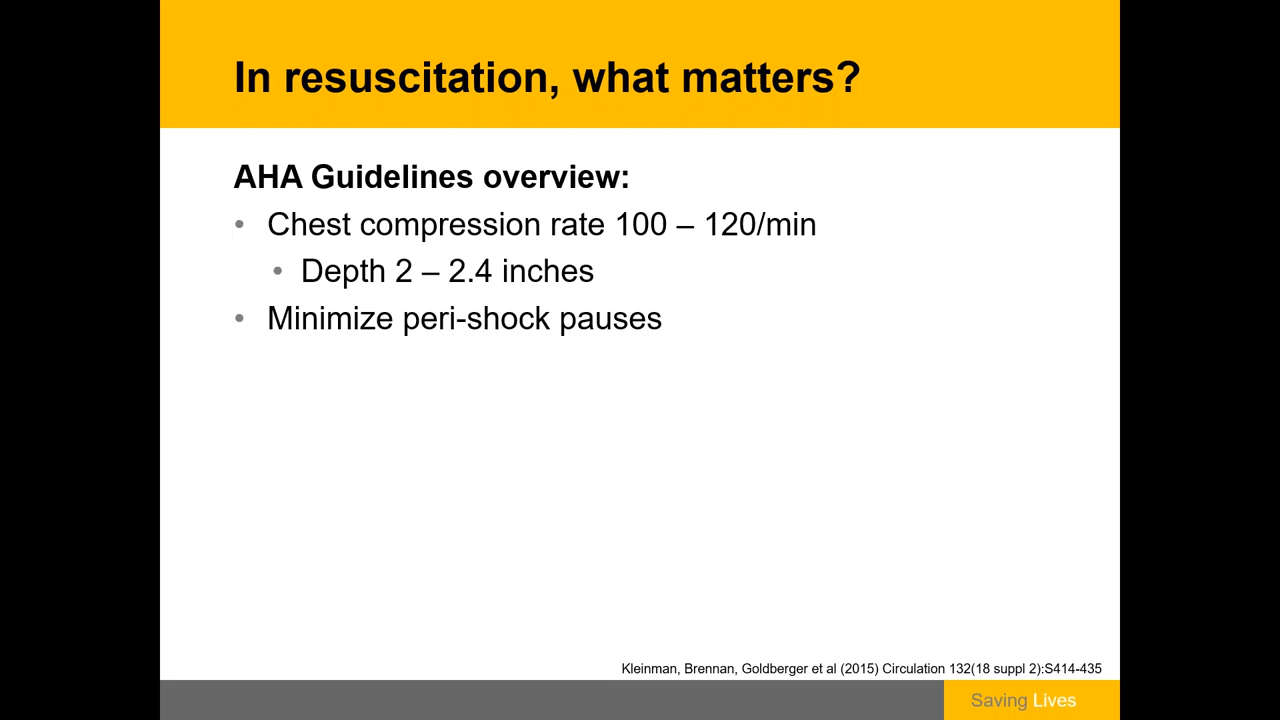 In resuscitation, what matters?
AHA Guidelines overview:
• Chest compression rate 100 – 120/min
• Depth 2 – 2.4 inches
• Minimize peri-shock pauses
Kleinman, Brennan, Goldberger et al (2015) Circulation 132(18 suppl 2):S414-435
Saving Lives